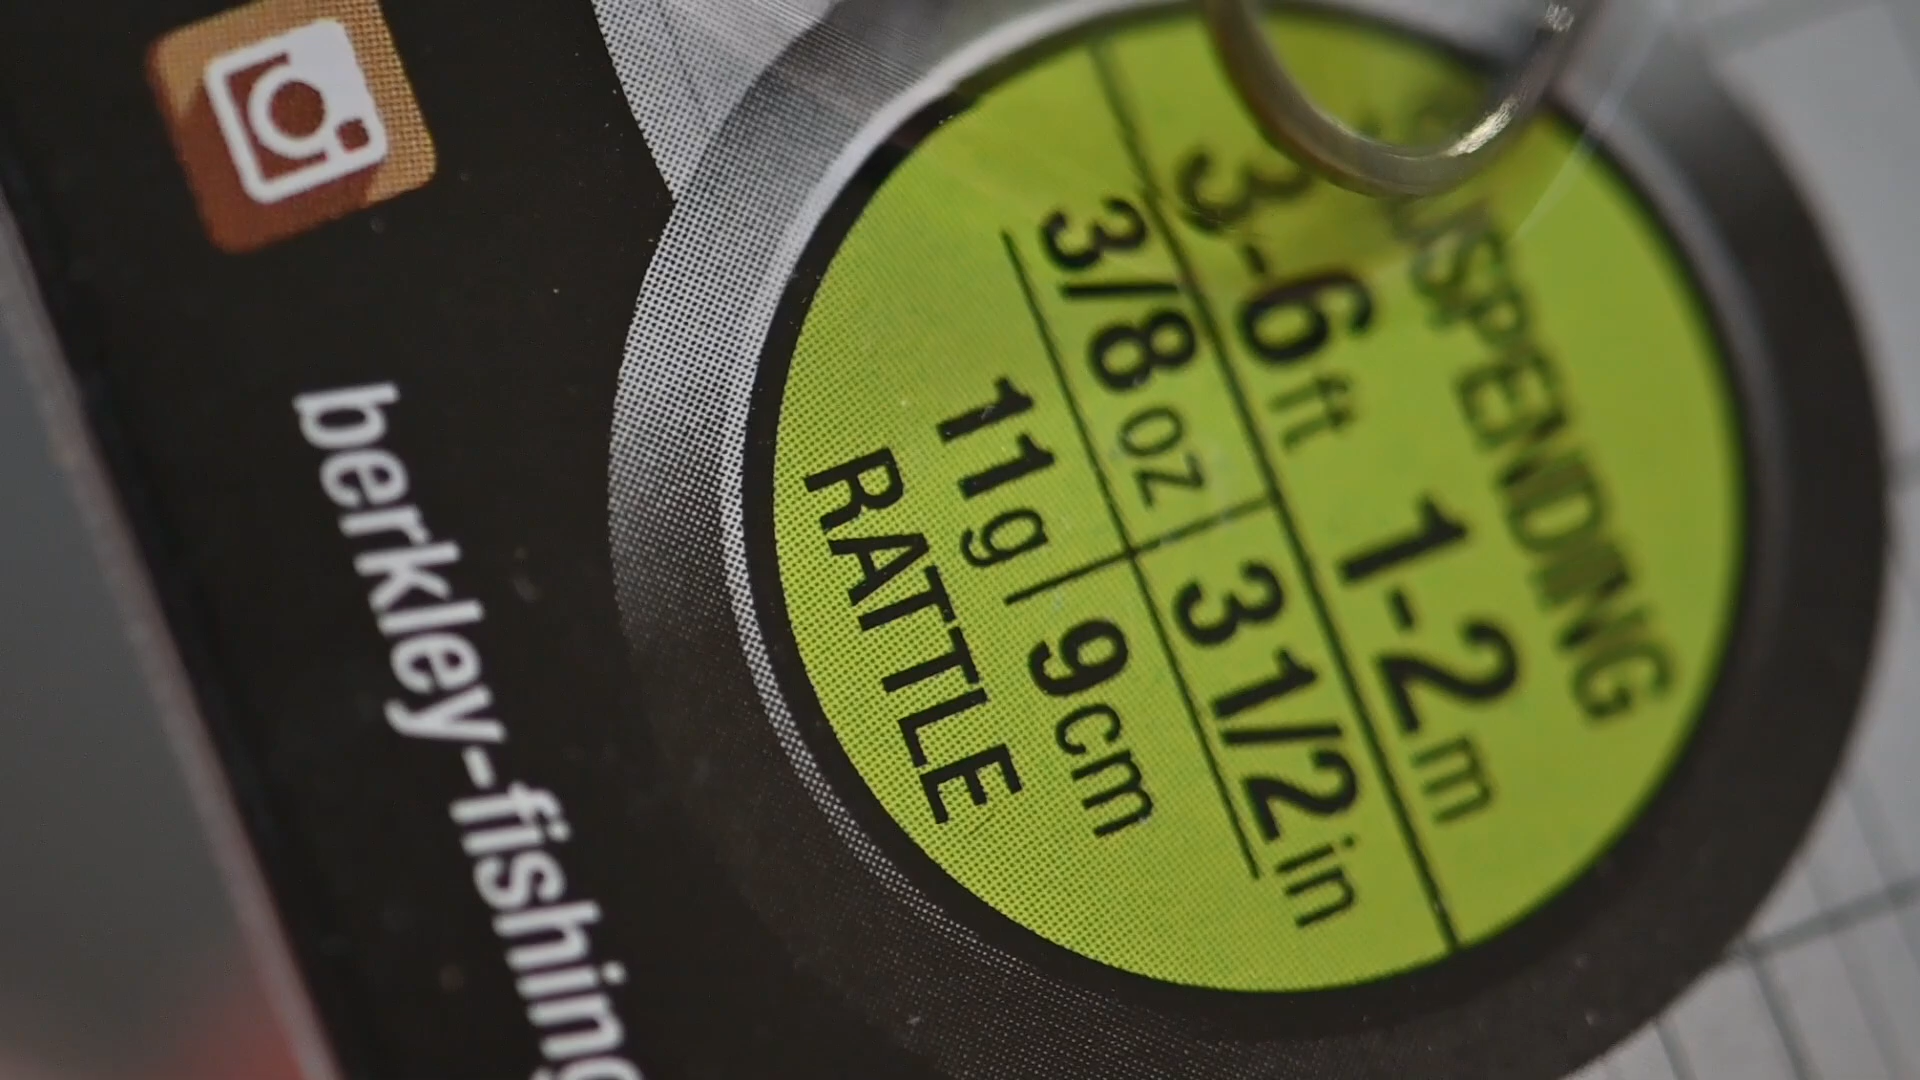 SUSPENDING
3-6ft 1-2m
3/8oz | 3 1/2in
11g | 9cm
RATTLE
berkley-fishing